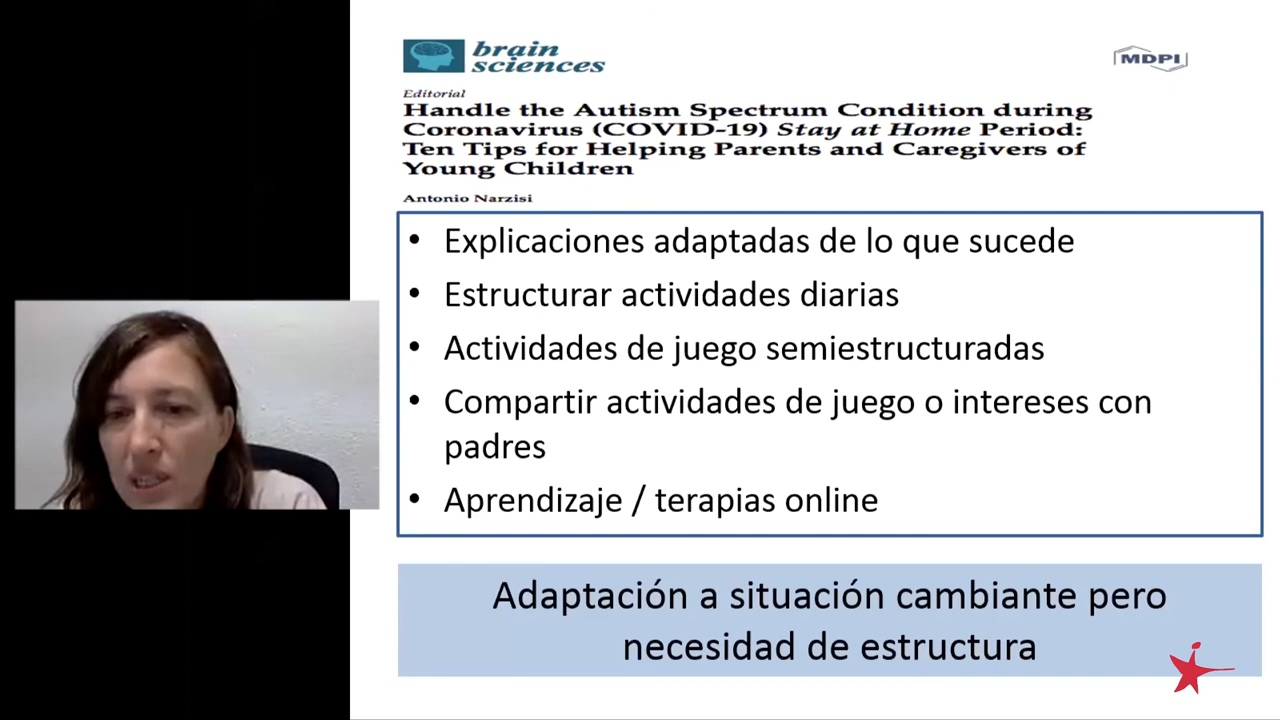 brain
sciences
MDPI
Editorial
Handle the Autism Spectrum Condition during
Coronavirus (COVID-19) Stay at Home Period:
Ten Tips for Helping Parents and Caregivers of
Young Children
Antonio Narzisi
• Explicaciones adaptadas de lo que sucede
• Estructurar actividades diarias
• Actividades de juego semiestructuradas
• Compartir actividades de juego o intereses con
padres
• Aprendizaje / terapias online
Adaptación a situación cambiante pero
necesidad de estructura